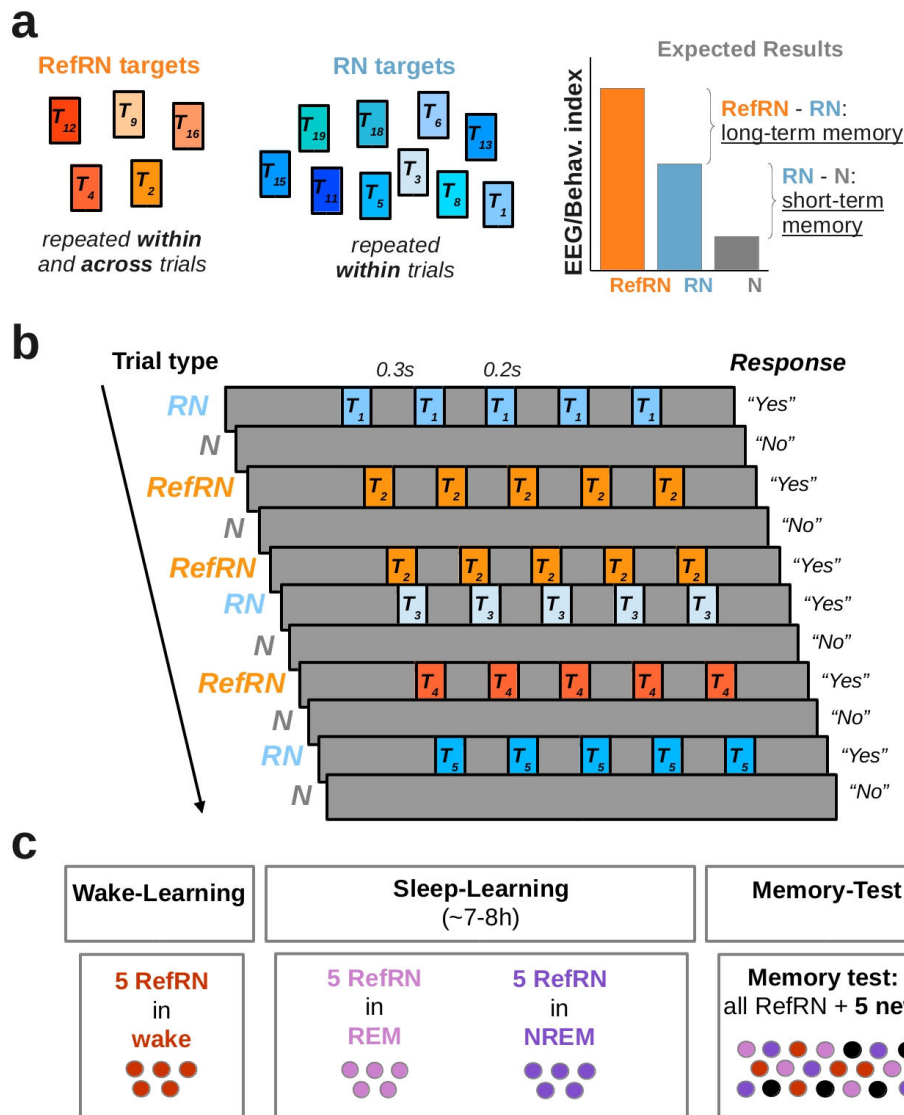 a
RefRN targets
T12
T9
T16
T4
T2
repeated within
and across trials
RN targets
T19
T18
T6
T13
T15
T11
T5
T3
T8
T1
repeated
within trials
Expected Results
EEG/Behav. index
RefRN - RN:
long-term memory
RN - N:
short-term
memory
RefRN RN N
b
Trial type 0.3s 0.2s Response
RN T1 T1 T1 T1 T1 “Yes”
N “No”
RefRN T2 T2 T2 T2 T2 “Yes”
N “No”
RefRN T2 T2 T2 T2 T2 “Yes”
RN T3 T3 T3 T3 T3 “Yes”
N “No”
RefRN T4 T4 T4 T4 T4 “Yes”
N “No”
RN T5 T5 T5 T5 T5 “Yes”
N “No”
c
Wake-Learning
Sleep-Learning
(~7-8h)
Memory-Test
5 RefRN
in
wake
5 RefRN
in
REM
5 RefRN
in
NREM
Memory test:
all RefRN + 5